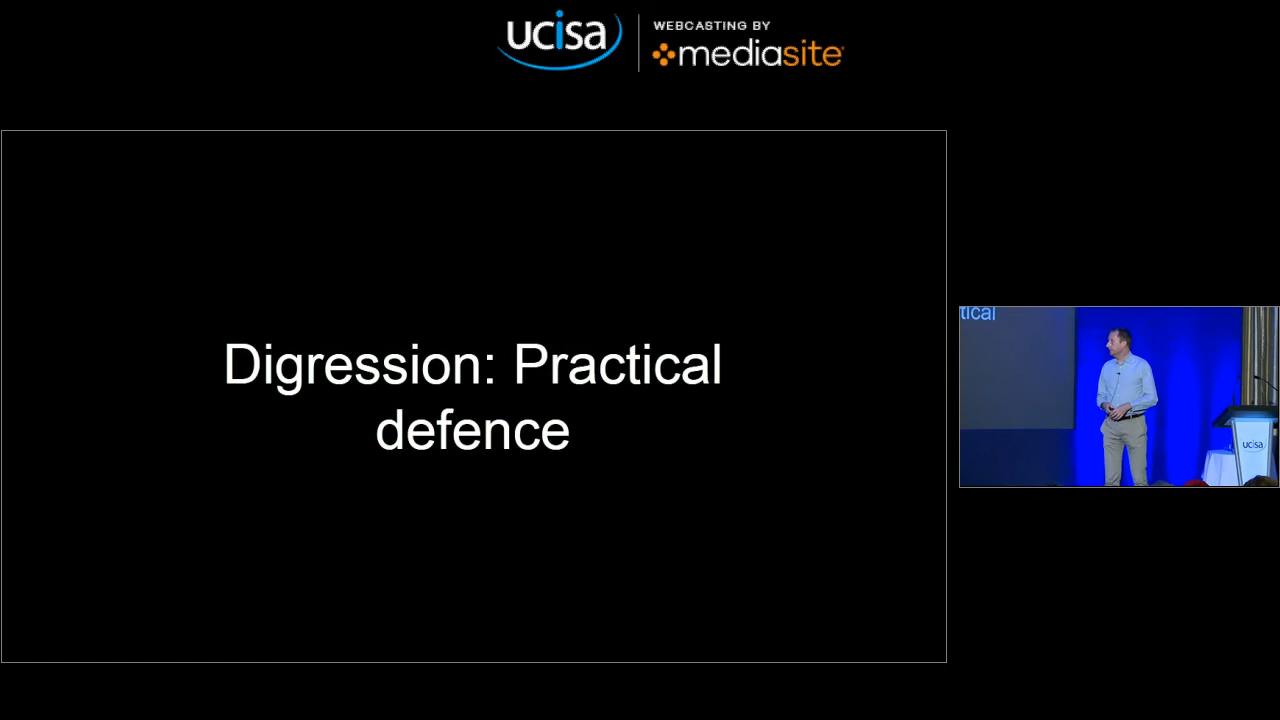 ucisa
WEBCASTING BY
mediasite
Digression: Practical
defence
tical
ucisa